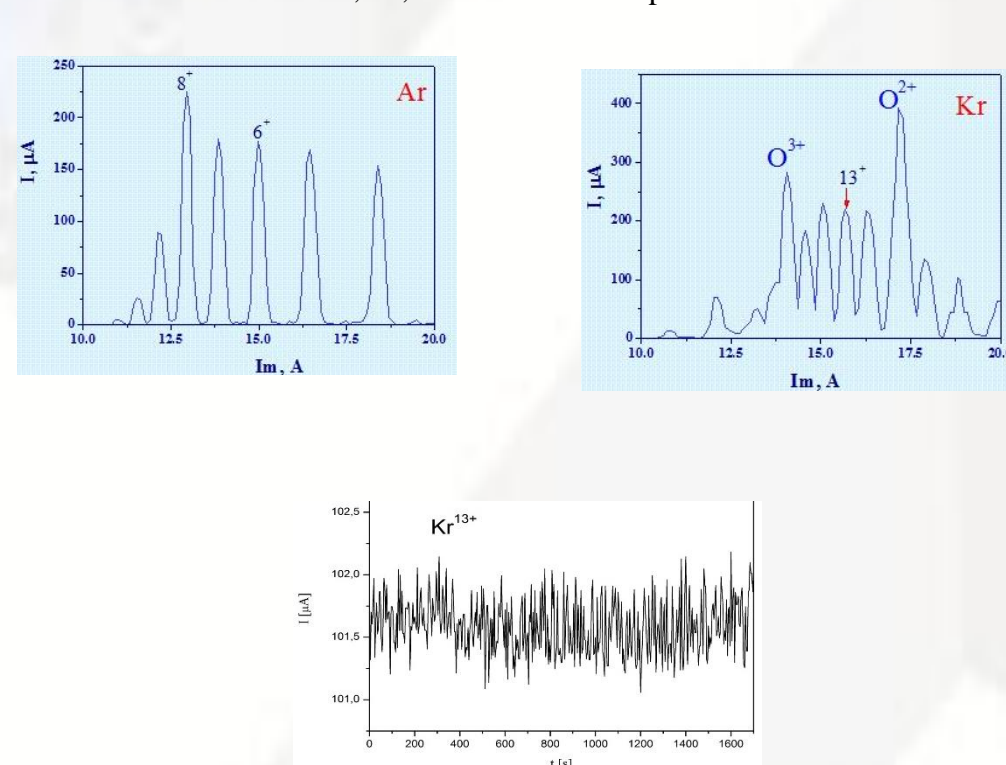 250
200
150
100
50
0
I, μA
8⁺
6⁺
Ar
10.0 12.5 15.0 17.5 20.0
Im, A
400
300
200
100
0
I, μA
O³⁺
13⁺
O²⁺
Kr
10.0 12.5 15.0 17.5 20.
Im, A
102,5
102,0
101,5
101,0
I [μA]
Kr¹³⁺
0 200 400 600 800 1000 1200 1400 1600
t [s]